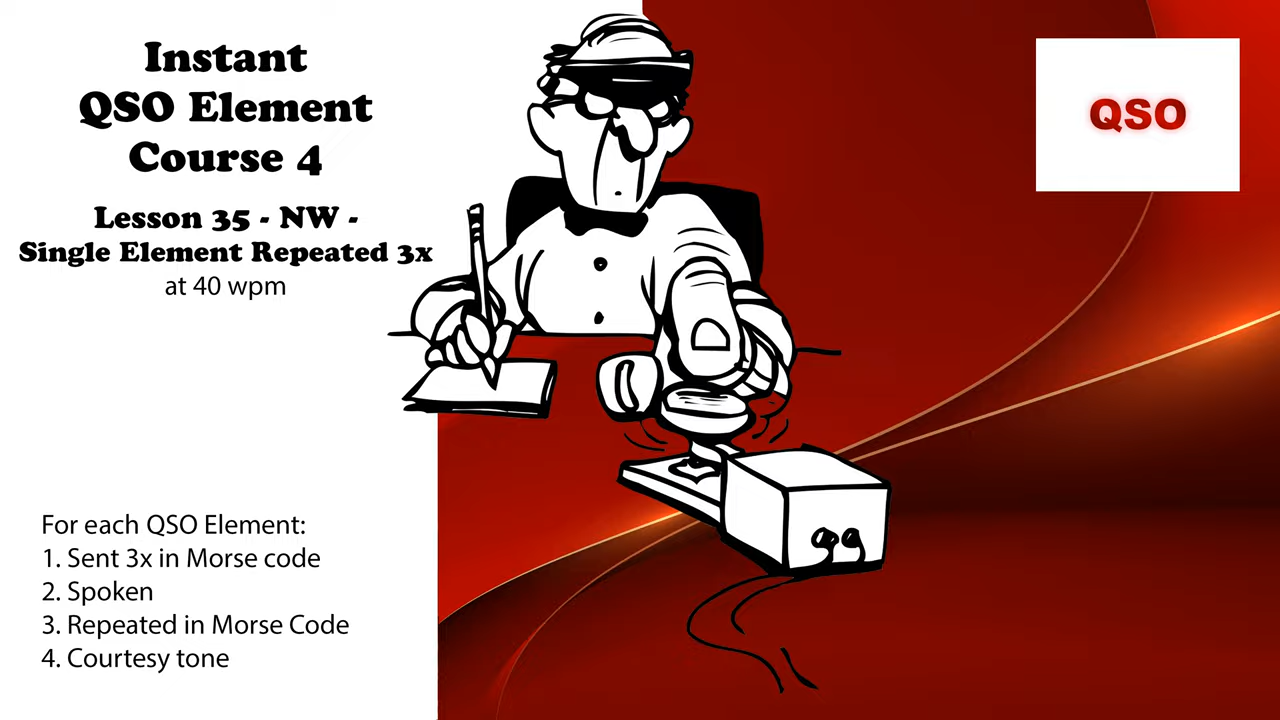 Instant
QSO Element
Course 4
Lesson 35 - NW -
Single Element Repeated 3x
at 40 wpm
QSO
For each QSO Element:
1. Sent 3x in Morse code
2. Spoken
3. Repeated in Morse Code
4. Courtesy tone